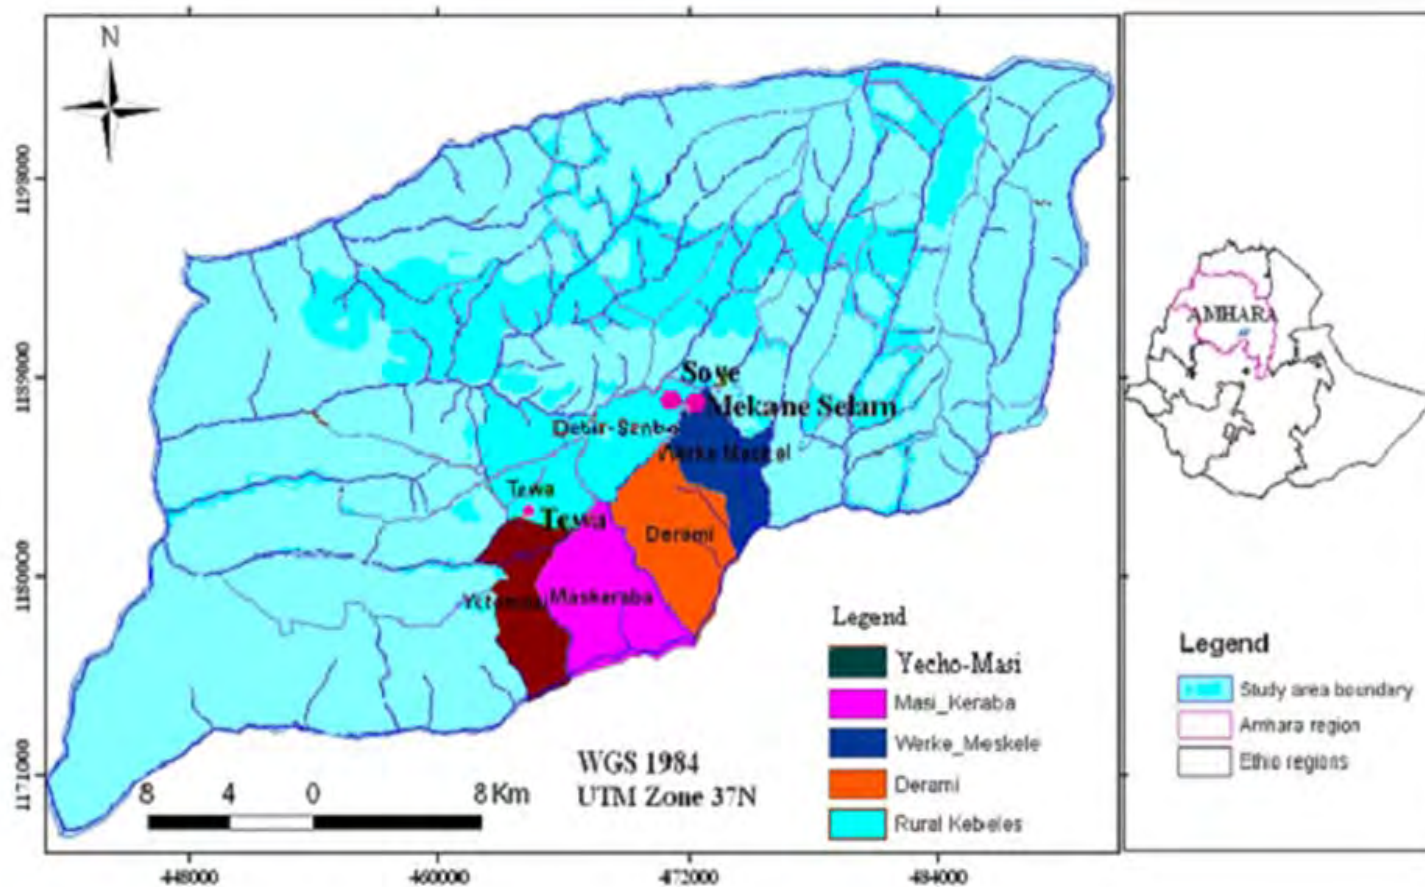 N
1198000
1189000
1180000
1171000
Soye
Mekane Selam
Debir-Senbo
Werke Meskel
Tewa
Tewa
Derami
Maskeraba
AMHARA
Legend
Yecho-Masi
Masi_Keraba
Werke_Meskele
Derami
Rural Kebeles
WGS 1984
UTM Zone 37N
8 4 0 8 Km
448000 460000 472000 484000
Legend
Study area boundary
Amhara region
Ethio regions